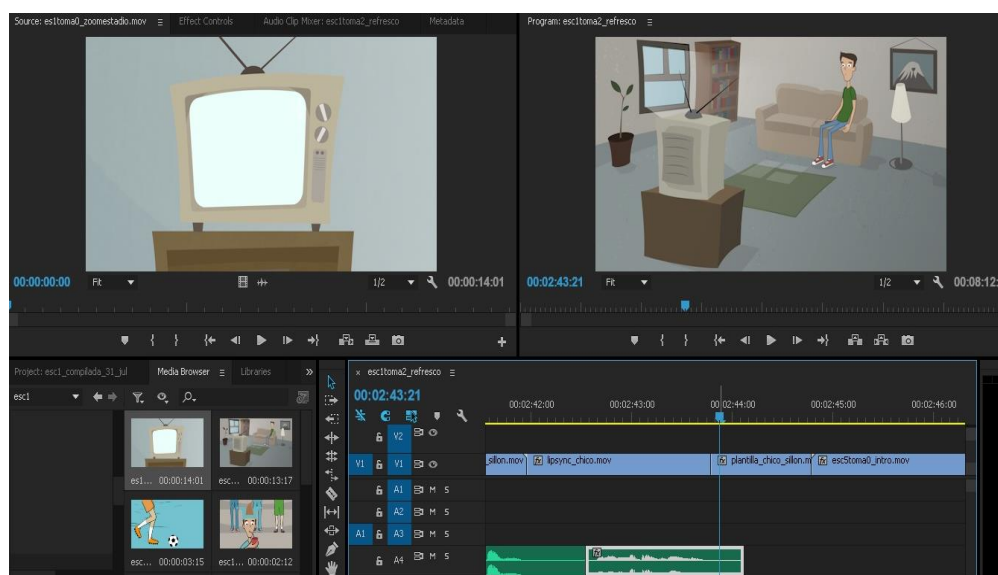 Source: es1toma0_zoomestadio.mov Effect Controls Audio Clip Mixer: esc1toma2_refresco Metadata
Program: esc1toma2_refresco
00:00:00:00 Fit 1/2 00:00:14:01
00:02:43:21 Fit 1/2 00:08:12:
Project: esc1_compilada_31_jul Media Browser Libraries
esc1
es1... 00:00:14:01 esc... 00:00:13:17
esc... 00:00:03:15 esc1... 00:00:02:12
× esc1toma2_refresco
00:02:43:21
00:02:42:00 00:02:43:00 00:02:44:00 00:02:45:00 00:02:46:00
V2
V1 V1 _sillon.mov fx lipsync_chico.mov fx plantilla_chico_sillon.m fx esc5toma0_intro.mov
A1 M S
A2 M S
A1 A3 M S
A4 M S fx